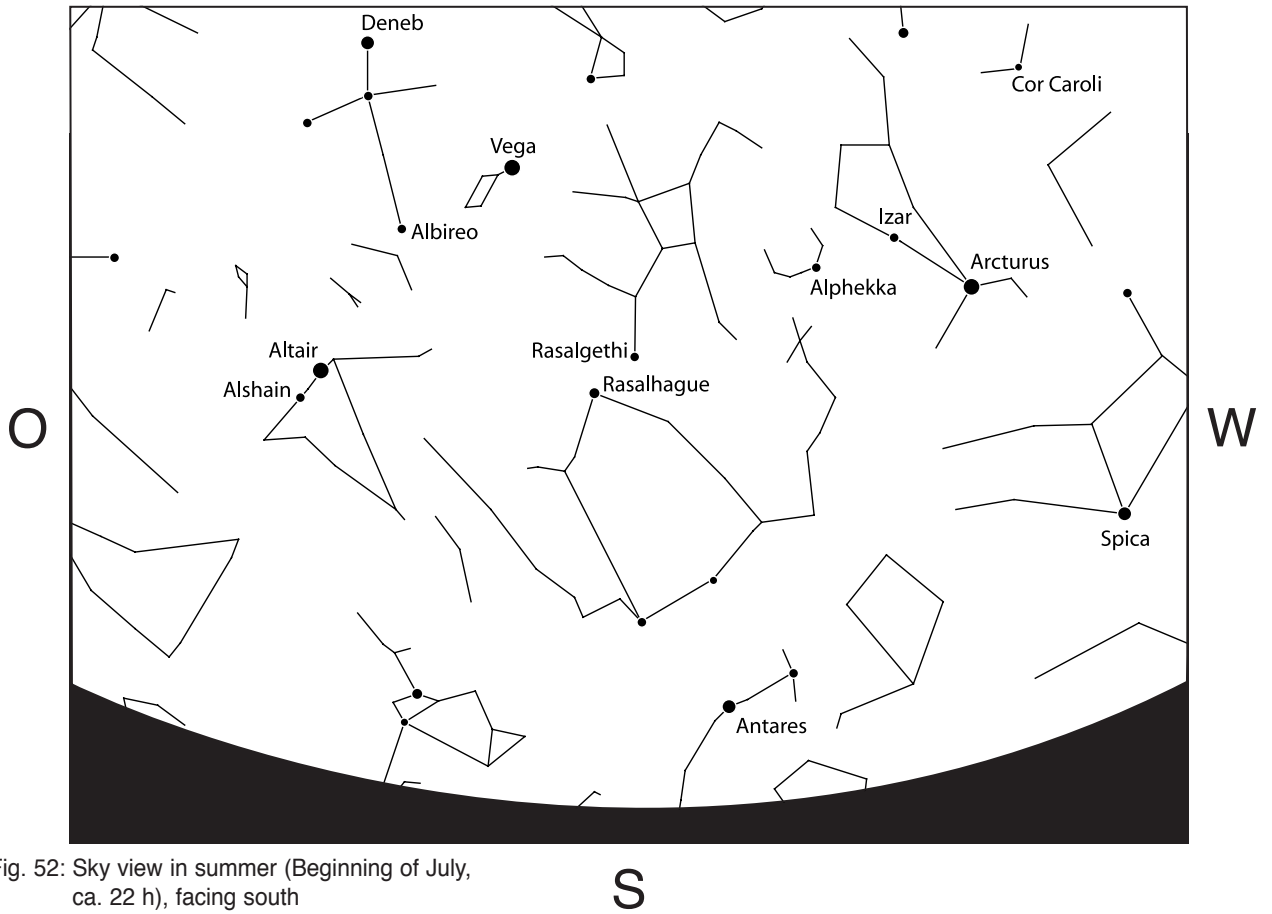 Deneb
Cor Caroli
Vega
Izar
Albireo
Arcturus
Alphekka
Altair
Rasalgethi
Rasalhague
Alshain
O
W
Spica
Antares
ig. 52: Sky view in summer (Beginning of July,
ca. 22 h), facing south
S